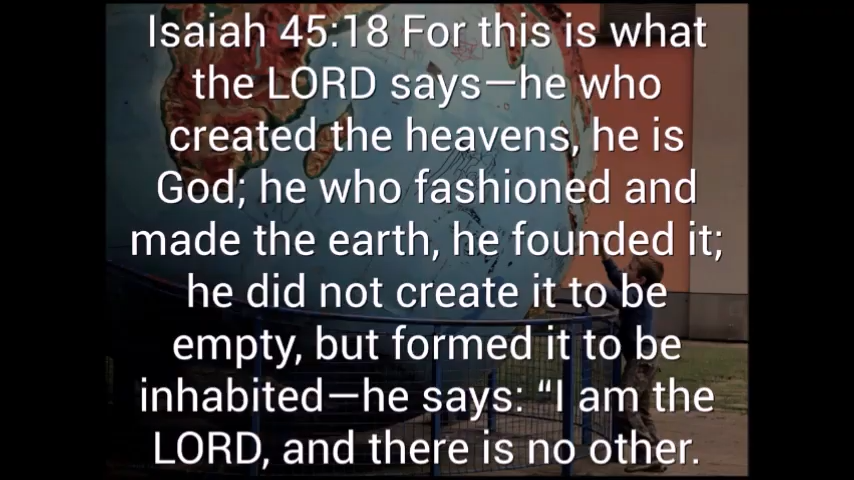 Isaiah 45:18 For this is what
the LORD says—he who
created the heavens, he is
God; he who fashioned and
made the earth, he founded it;
he did not create it to be
empty, but formed it to be
inhabited—he says: “I am the
LORD, and there is no other.